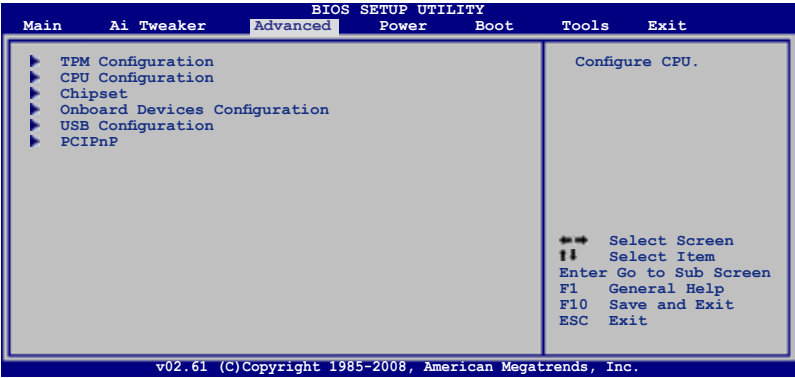 BIOS SETUP UTILITY
Main Ai Tweaker Advanced Power Boot Tools Exit
TPM Configuration
CPU Configuration
Chipset
Onboard Devices Configuration
USB Configuration
PCIPnP
Configure CPU.
Select Screen
Select Item
Enter Go to Sub Screen
F1 General Help
F10 Save and Exit
ESC Exit
v02.61 (C)Copyright 1985-2008, American Megatrends, Inc.